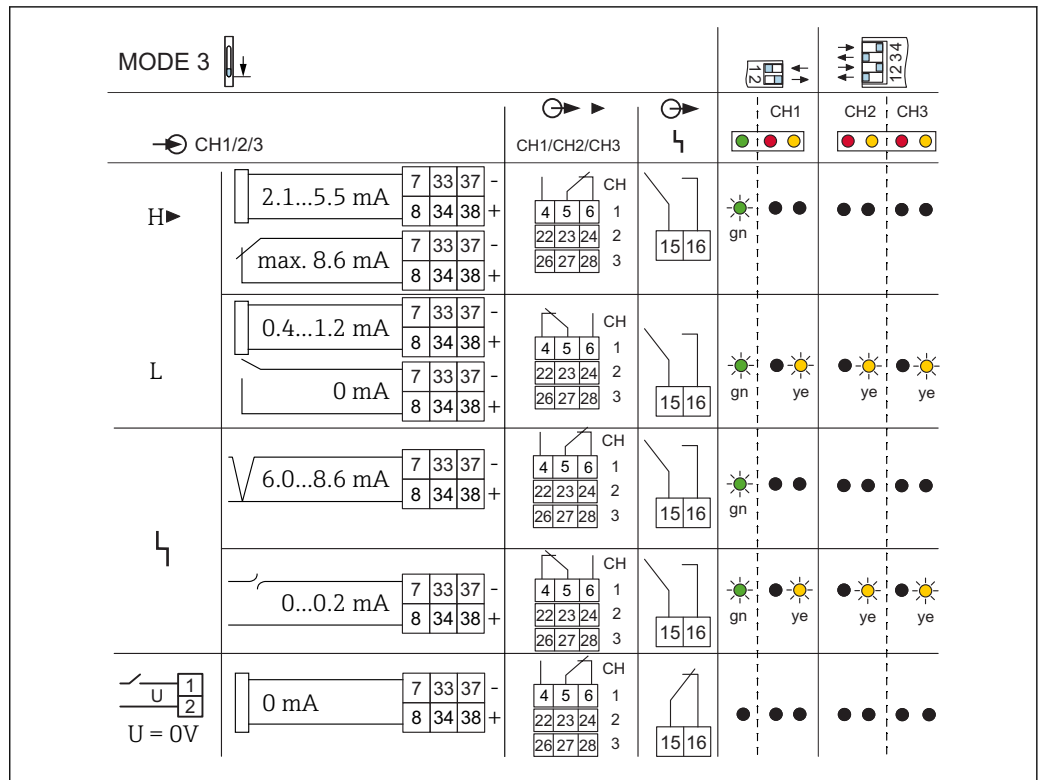 MODE 3
1 2
1 2 3 4
CH1 CH2 CH3
CH1/2/3
CH1/CH2/CH3
H
2.1...5.5 mA
7 33 37 -
8 34 38 +
max. 8.6 mA
7 33 37 -
8 34 38 +
CH
4 5 6 1
22 23 24 2
26 27 28 3
15 16
gn
L
0.4...1.2 mA
7 33 37 -
8 34 38 +
0 mA
7 33 37 -
8 34 38 +
CH
4 5 6 1
22 23 24 2
26 27 28 3
15 16
gn ye ye ye
6.0...8.6 mA
7 33 37 -
8 34 38 +
CH
4 5 6 1
22 23 24 2
26 27 28 3
15 16
gn
0...0.2 mA
7 33 37 -
8 34 38 +
CH
4 5 6 1
22 23 24 2
26 27 28 3
15 16
gn ye ye ye
U
1
2
U = 0V
0 mA
7 33 37 -
8 34 38 +
CH
4 5 6 1
22 23 24 2
26 27 28 3
15 16